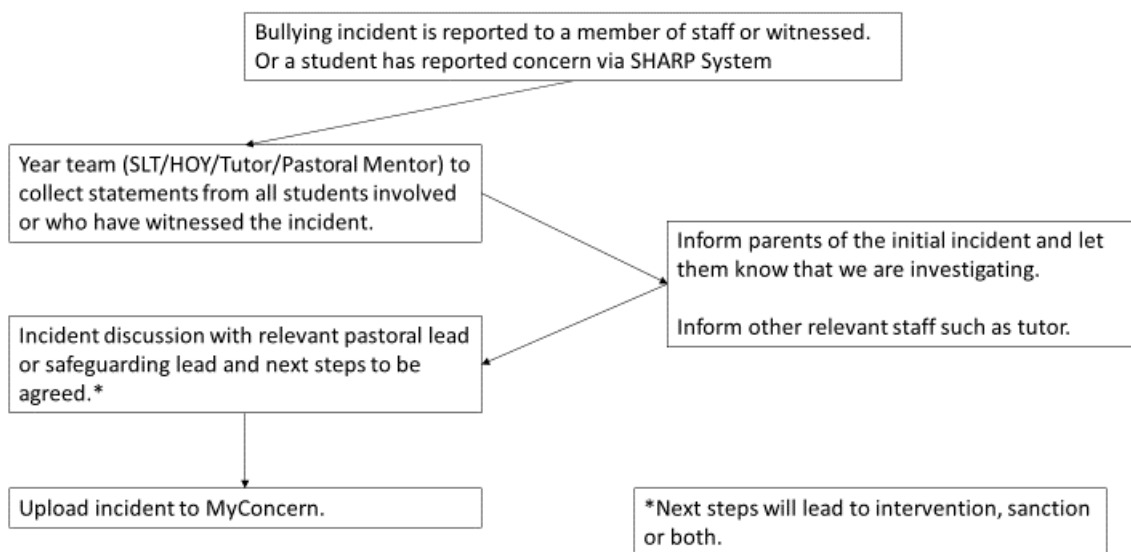 Bullying incident is reported to a member of staff or witnessed.
Or a student has reported concern via SHARP System
Year team (SLT/HOY/Tutor/Pastoral Mentor) to
collect statements from all students involved
or who have witnessed the incident.
Inform parents of the initial incident and let
them know that we are investigating.
Inform other relevant staff such as tutor.
Incident discussion with relevant pastoral lead
or safeguarding lead and next steps to be
agreed.*
Upload incident to MyConcern.
*Next steps will lead to intervention, sanction
or both.